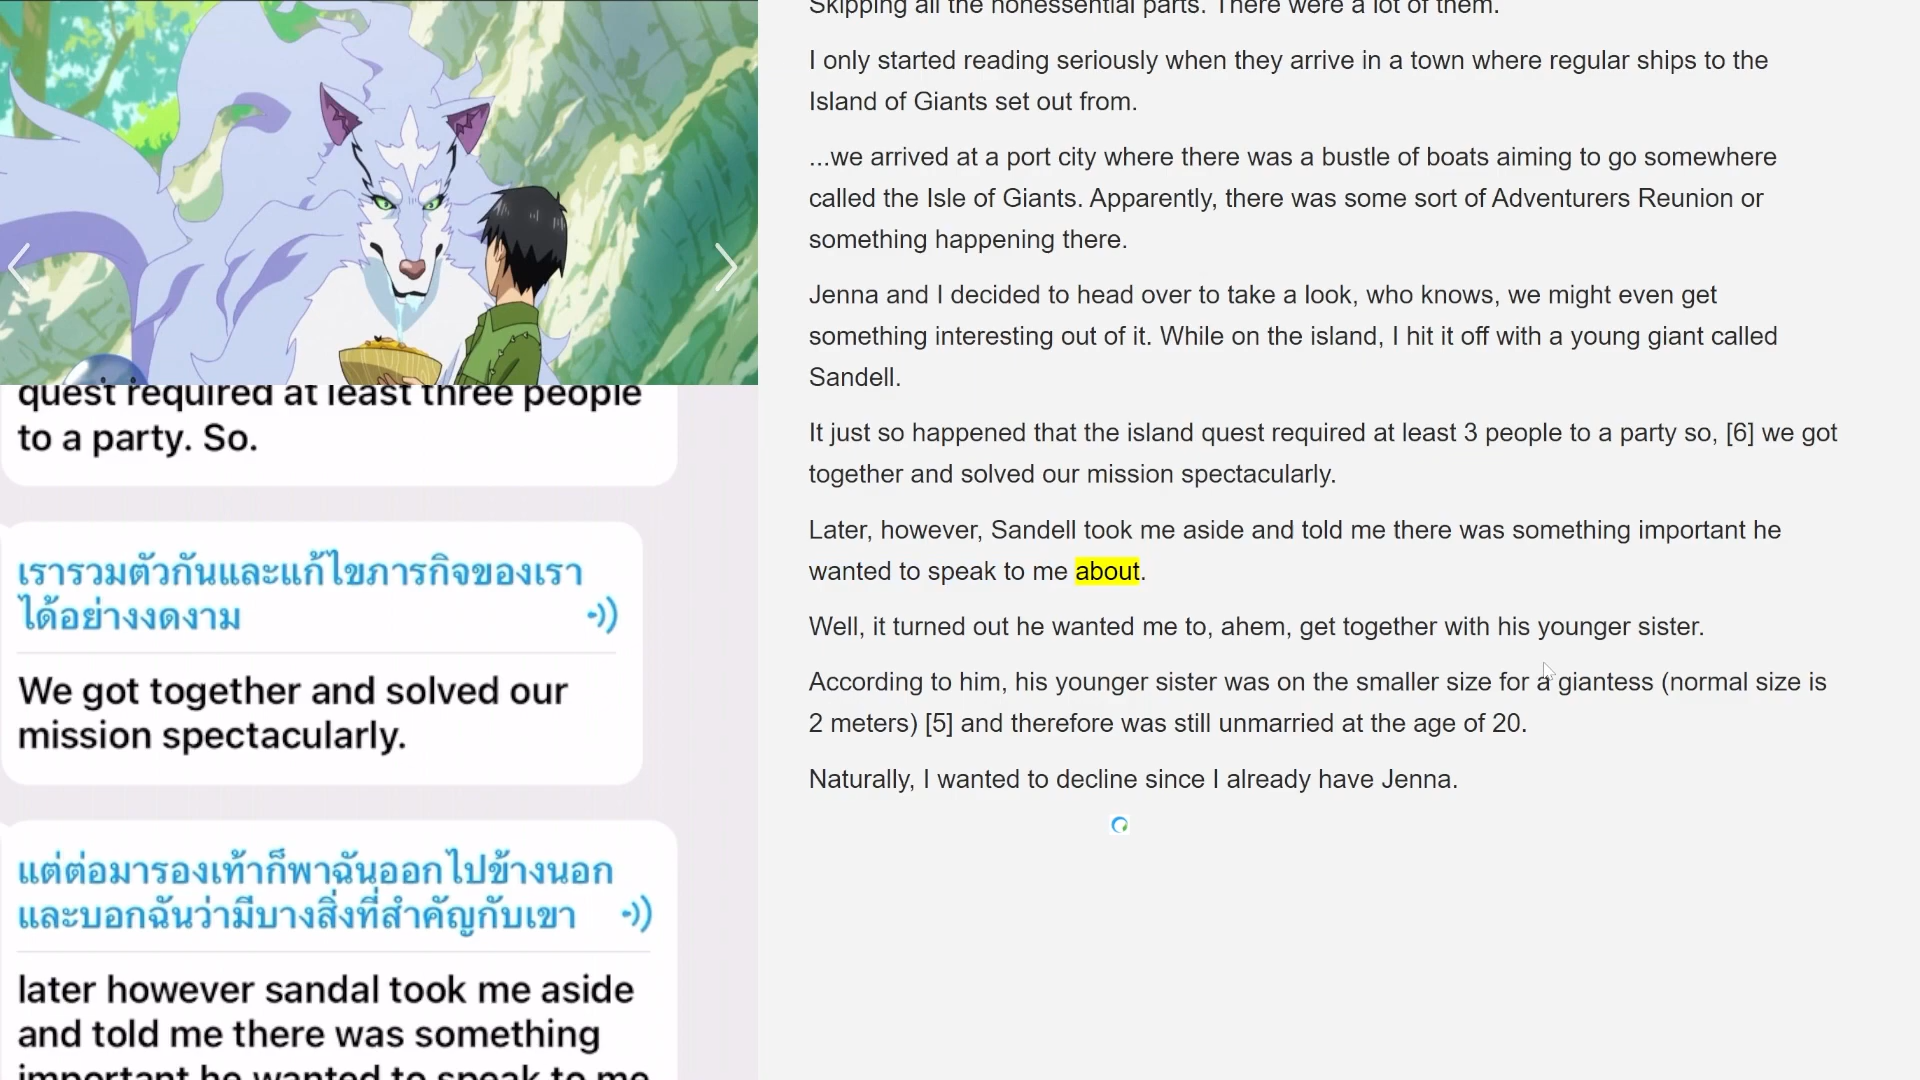 quest required at least three people
to a party. So.
เรารวมตัวกันและแก้ไขภารกิจของเรา
ได้อย่างงดงาม
We got together and solved our
mission spectacularly.
แต่ต่อมารองเท้าก็พาฉันออกไปข้างนอก
และบอกฉันว่ามีบางสิ่งที่สำคัญกับเขา
later however sandal took me aside
and told me there was something
important he wanted to speak to me
Skipping all the nonessential parts. There were a lot of them.
I only started reading seriously when they arrive in a town where regular ships to the
Island of Giants set out from.
...we arrived at a port city where there was a bustle of boats aiming to go somewhere
called the Isle of Giants. Apparently, there was some sort of Adventurers Reunion or
something happening there.
Jenna and I decided to head over to take a look, who knows, we might even get
something interesting out of it. While on the island, I hit it off with a young giant called
Sandell.
It just so happened that the island quest required at least 3 people to a party so, [6] we got
together and solved our mission spectacularly.
Later, however, Sandell took me aside and told me there was something important he
wanted to speak to me about.
Well, it turned out he wanted me to, ahem, get together with his younger sister.
According to him, his younger sister was on the smaller size for a giantess (normal size is
2 meters) [5] and therefore was still unmarried at the age of 20.
Naturally, I wanted to decline since I already have Jenna.